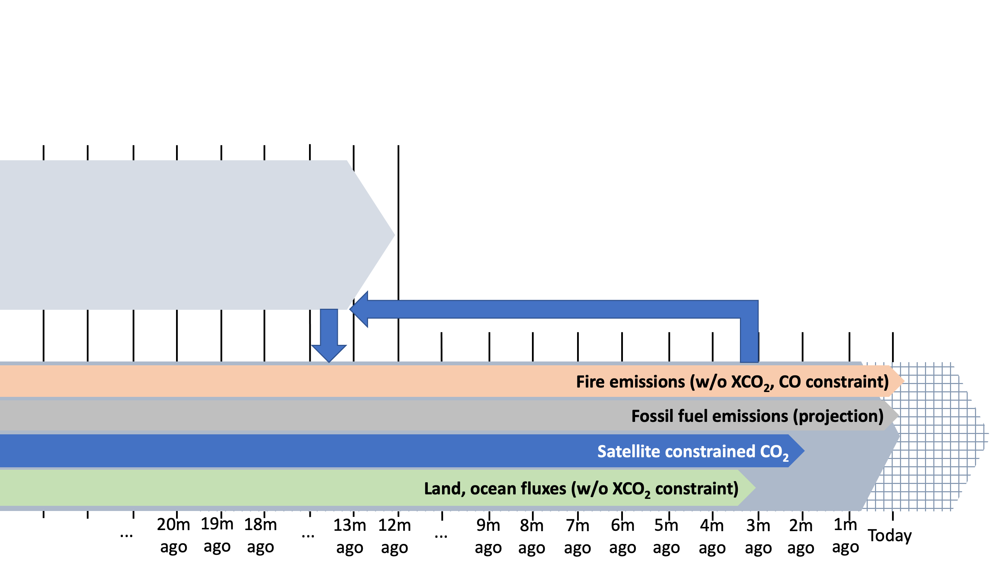 Fire emissions (w/o XCO₂, CO constraint)
Fossil fuel emissions (projection)
Satellite constrained CO₂
Land, ocean fluxes (w/o XCO₂ constraint)
... 20m ago 19m ago 18m ago ... 13m ago 12m ago ... 9m ago 8m ago 7m ago 6m ago 5m ago 4m ago 3m ago 2m ago 1m ago Today